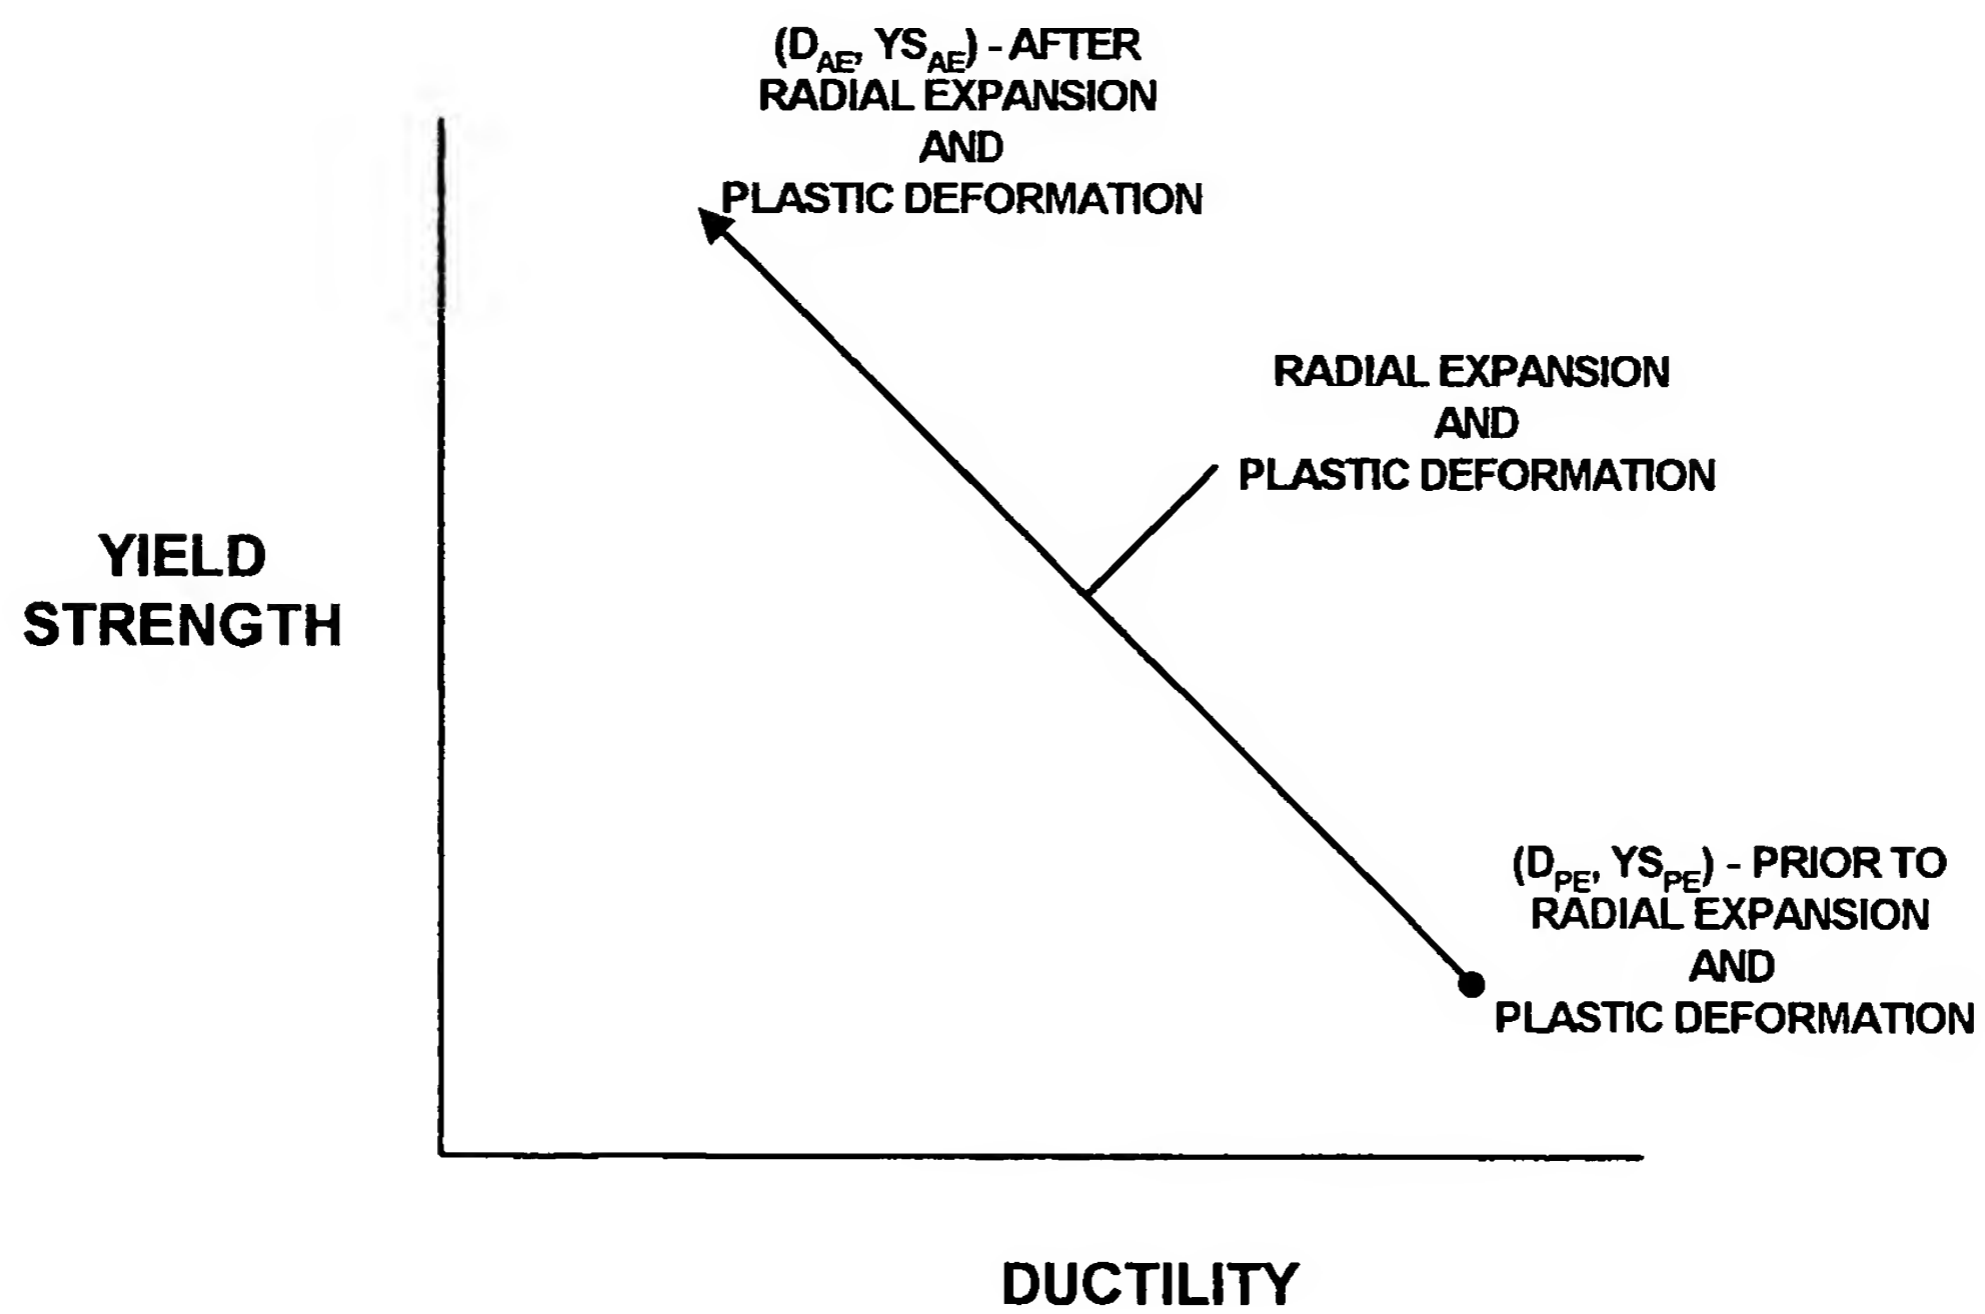 (D_AE, YS_AE) - AFTER
RADIAL EXPANSION
AND
PLASTIC DEFORMATION
RADIAL EXPANSION
AND
PLASTIC DEFORMATION
YIELD
STRENGTH
(D_PE, YS_PE) - PRIOR TO
RADIAL EXPANSION
AND
PLASTIC DEFORMATION
DUCTILITY